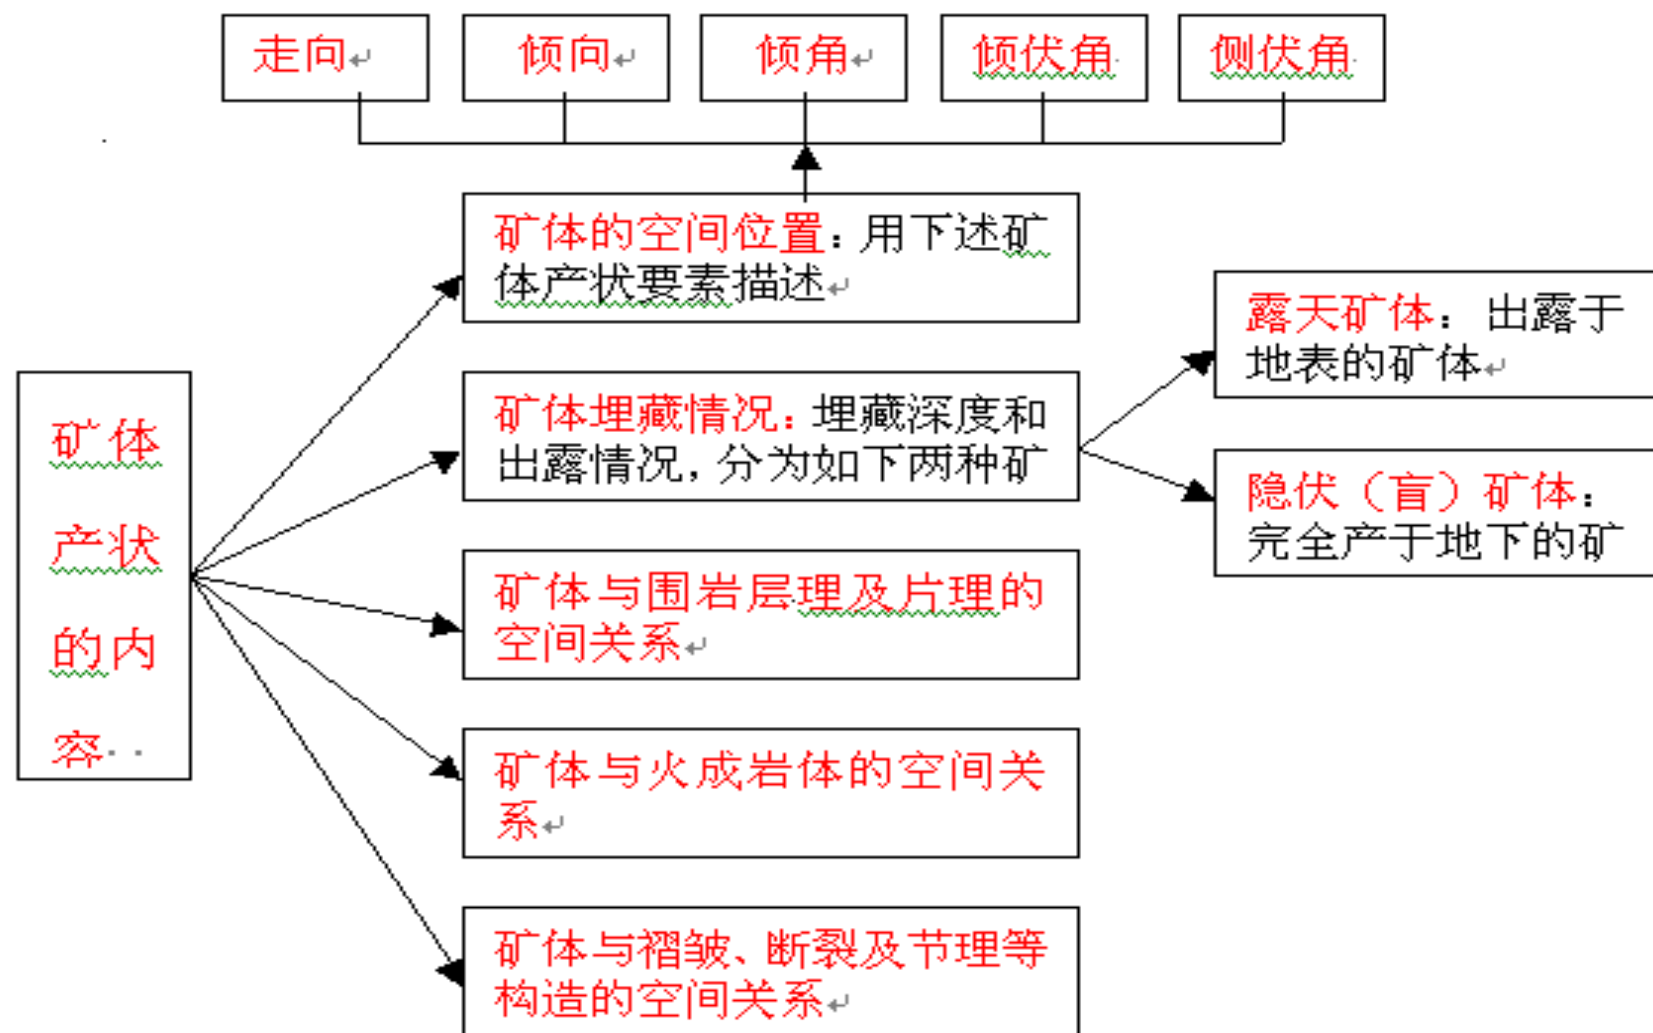 走向
倾向
倾角
倾伏角
侧伏角
矿体的空间位置：用下述矿
体产状要素描述
露天矿体：出露于
地表的矿体
矿体
产状
的内
容
矿体埋藏情况：埋藏深度和
出露情况，分为如下两种矿
隐伏（盲）矿体：
完全产于地下的矿
矿体与围岩层理及片理的
空间关系
矿体与火成岩体的空间关
系
矿体与褶皱、断裂及节理等
构造的空间关系